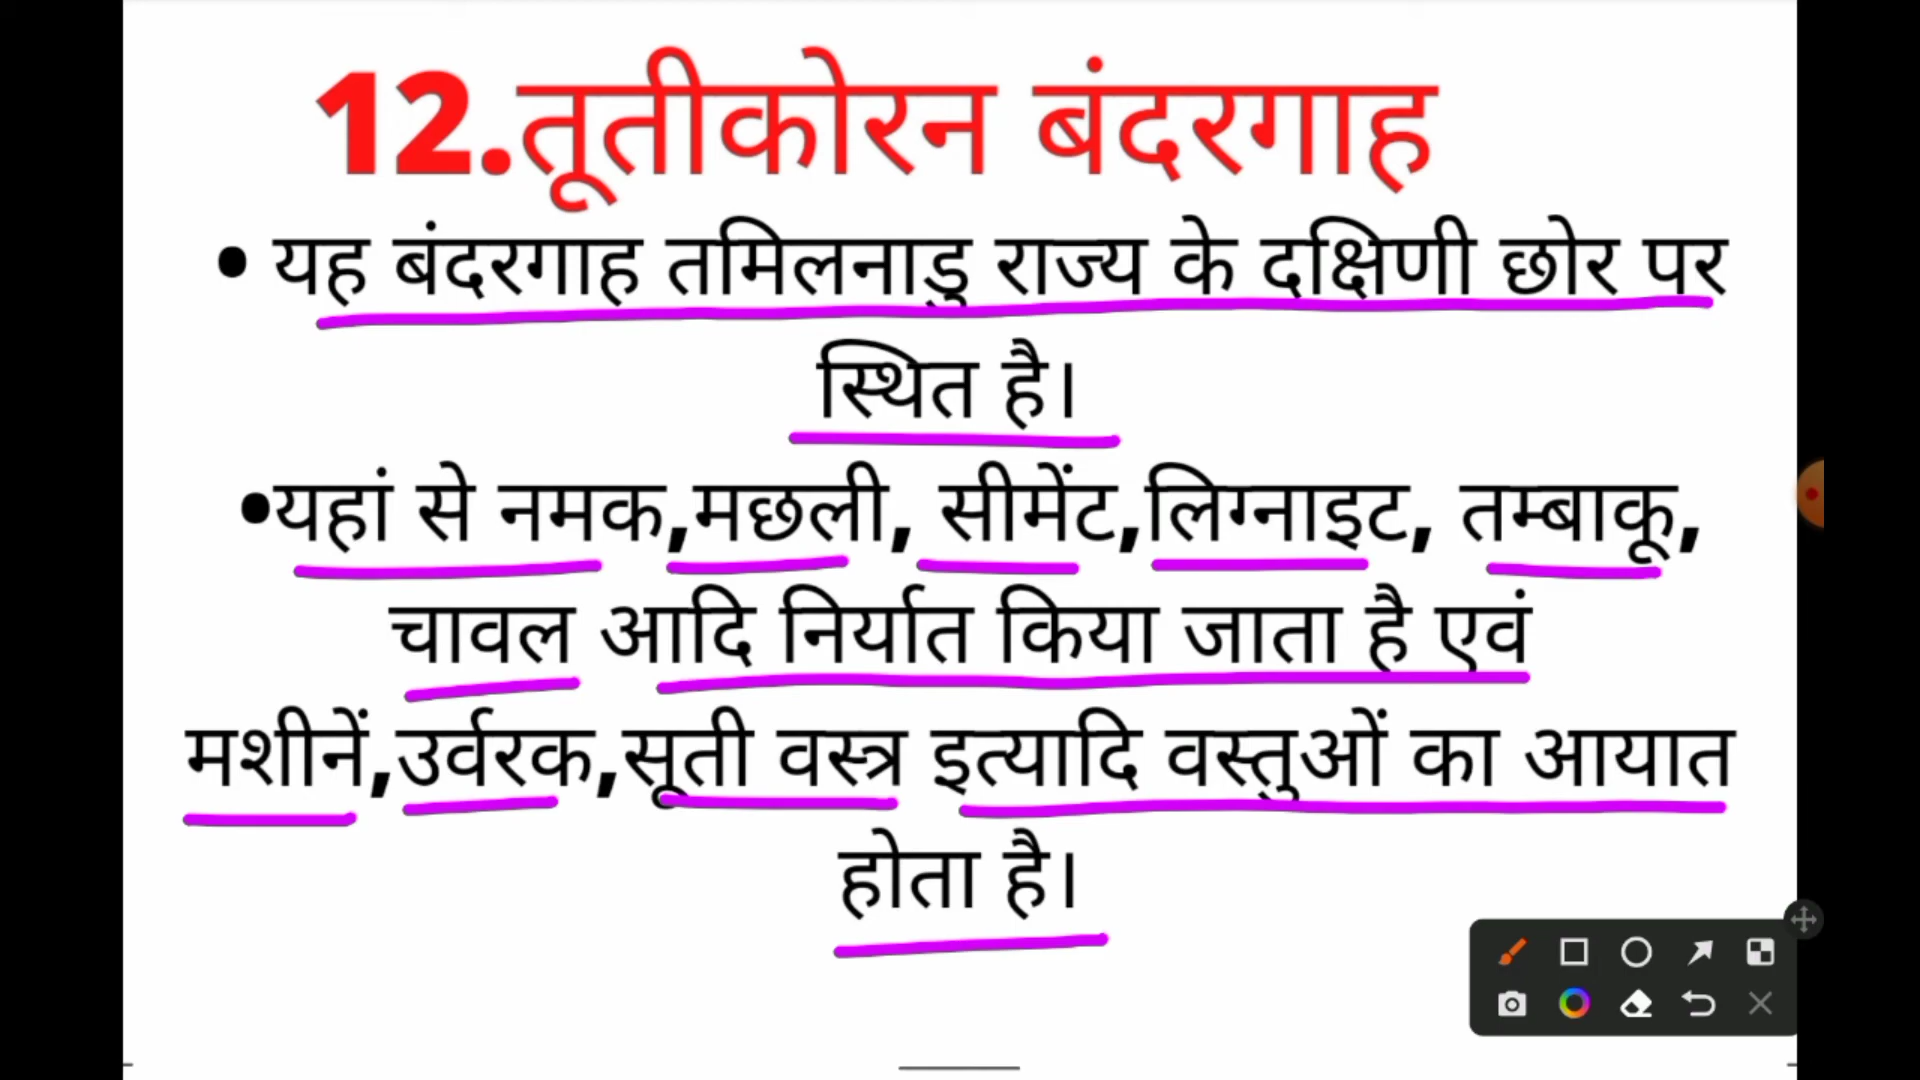 12.तूतीकोरन बंदरगाह
• यह बंदरगाह तमिलनाडु राज्य के दक्षिणी छोर पर
स्थित है।
•यहां से नमक,मछली, सीमेंट,लिग्नाइट, तम्बाकू,
चावल आदि निर्यात किया जाता है एवं
मशीनें,उर्वरक,सूती वस्त्र इत्यादि वस्तुओं का आयात
होता है।